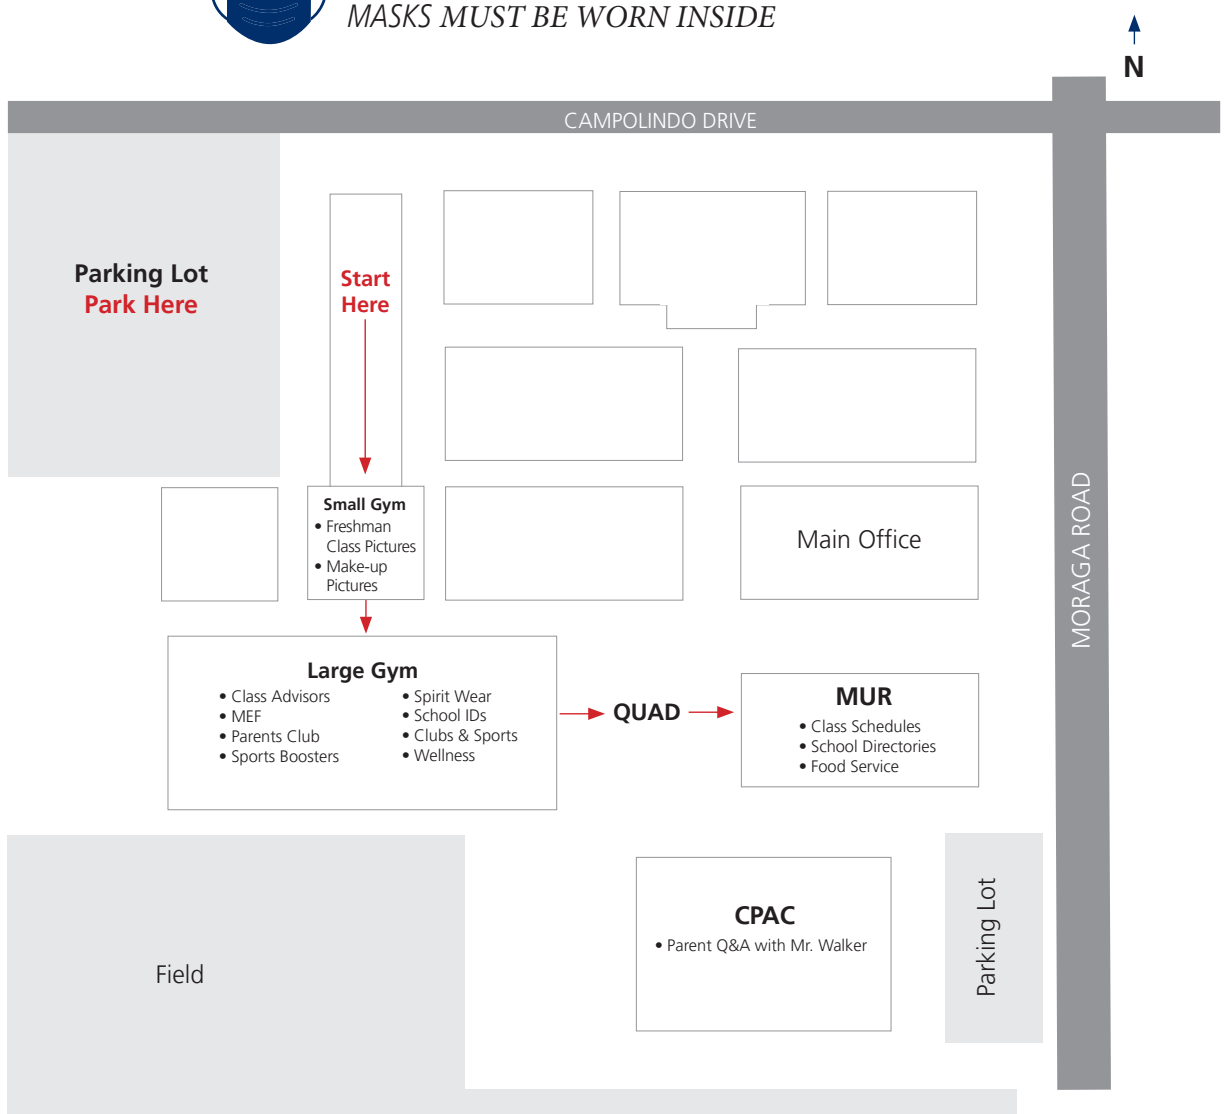 MASKS MUST BE WORN INSIDE
N
CAMPOLINDO DRIVE
Parking Lot
Park Here
Start
Here
Small Gym
• Freshman
Class Pictures
• Make-up
Pictures
Main Office
MORAGA ROAD
Large Gym
• Class Advisors
• MEF
• Parents Club
• Sports Boosters
• Spirit Wear
• School IDs
• Clubs & Sports
• Wellness
QUAD
MUR
• Class Schedules
• School Directories
• Food Service
Field
CPAC
• Parent Q&A with Mr. Walker
Parking Lot